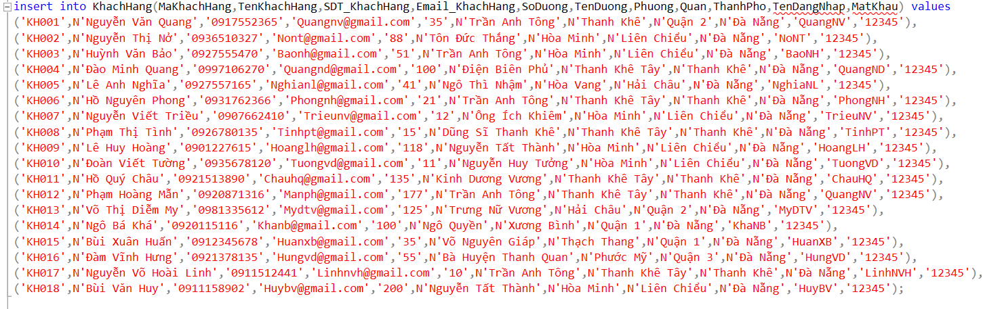 insert into KhachHang(MaKhachHang,TenKhachHang,SDT_KhachHang,Email_KhachHang,SoDuong,TenDuong,Phuong,Quan,ThanhPho,TenDangNhap,MatKhau) values
('KH001',N'Nguyễn Văn Quang','0917552365','Quangnv@gmail.com','35',N'Trần Anh Tông',N'Thanh Khê',N'Quận 2',N'Đà Nẵng','QuangNV','12345'),
('KH002',N'Nguyễn Thị Nở','0936510327','Nont@gmail.com','88',N'Tôn Đức Thắng',N'Hòa Minh',N'Liên Chiểu',N'Đà Nẵng','NoNT','12345'),
('KH003',N'Huỳnh Văn Bảo','0927555470','Baonh@gmail.com','51',N'Trần Anh Tông',N'Hòa Minh',N'Liên Chiểu',N'Đà Nẵng','BaoNH','12345'),
('KH004',N'Đào Minh Quang','0997106270','Quangnd@gmail.com','100',N'Điện Biên Phủ',N'Thanh Khê Tây',N'Thanh Khê',N'Đà Nẵng','QuangND','12345'),
('KH005',N'Lê Anh Nghĩa','0927557165','Nghianl@gmail.com','41',N'Ngô Thì Nhậm',N'Hòa Vang',N'Hải Châu',N'Đà Nẵng','NghiaNL','12345'),
('KH006',N'Hồ Nguyên Phong','0931762366','Phongnh@gmail.com','21',N'Trần Anh Tông',N'Thanh Khê Tây',N'Thanh Khê',N'Đà Nẵng','PhongNH','12345'),
('KH007',N'Nguyễn Viết Triều','0907662410','Trieunv@gmail.com','12',N'Ông Ích Khiêm',N'Hòa Minh',N'Liên Chiểu',N'Đà Nẵng','TrieuNV','12345'),
('KH008',N'Phạm Thị Tình','0926780135','Tinhpt@gmail.com','15',N'Dũng Sĩ Thanh Khê',N'Thanh Khê Tây',N'Thanh Khê',N'Đà Nẵng','TinhPT','12345'),
('KH009',N'Lê Huy Hoàng','0901227615','Hoanglh@gmail.com','118',N'Nguyễn Tất Thành',N'Hòa Minh',N'Liên Chiểu',N'Đà Nẵng','HoangLH','12345'),
('KH010',N'Đoàn Viết Tường','0935678120','Tuongvd@gmail.com','11',N'Nguyễn Huy Tưởng',N'Hòa Minh',N'Liên Chiểu',N'Đà Nẵng','TuongVD','12345'),
('KH011',N'Hồ Quý Châu','0921513890','Chauhq@gmail.com','135',N'Kinh Dương Vương',N'Thanh Khê Tây',N'Thanh Khê',N'Đà Nẵng','ChauHQ','12345'),
('KH012',N'Phạm Hoàng Mẫn','0920871316','Manph@gmail.com','177',N'Trần Anh Tông',N'Thanh Khê Tây',N'Thanh Khê',N'Đà Nẵng','QuangNV','12345'),
('KH013',N'Võ Thị Diễm My','0981335612','Mydtv@gmail.com','125',N'Trưng Nữ Vương',N'Hải Châu',N'Quận 2',N'Đà Nẵng','MyDTV','12345'),
('KH014',N'Ngô Bá Khá','0920115116','Khanb@gmail.com','100',N'Ngô Quyền',N'Xương Bình',N'Quận 1',N'Đà Nẵng','KhaNB','12345'),
('KH015',N'Bùi Xuân Huấn','0912345678','Huanxb@gmail.com','35',N'Võ Nguyên Giáp',N'Thạch Thang',N'Quận 1',N'Đà Nẵng','HuanXB','12345'),
('KH016',N'Đàm Vĩnh Hưng','0921378135','Hungvd@gmail.com','55',N'Bà Huyện Thanh Quan',N'Phước Mỹ',N'Quận 3',N'Đà Nẵng','HungVD','12345'),
('KH017',N'Nguyễn Võ Hoài Linh','0911512441','Linhnvh@gmail.com','10',N'Trần Anh Tông',N'Thanh Khê Tây',N'Thanh Khê',N'Đà Nẵng','LinhNVH','12345'),
('KH018',N'Bùi Văn Huy','0911158902','Huybv@gmail.com','200',N'Nguyễn Tất Thành',N'Hòa Minh',N'Liên Chiểu',N'Đà Nẵng','HuyBV','12345');